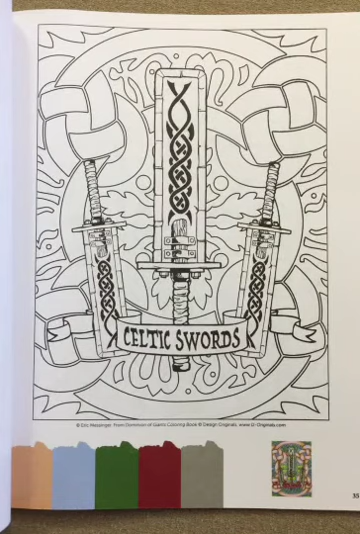 CELTIC SWORDS
© Eric Messinger, From Dominion of Giants Coloring Book © Design Originals, www.D-Originals.com
35